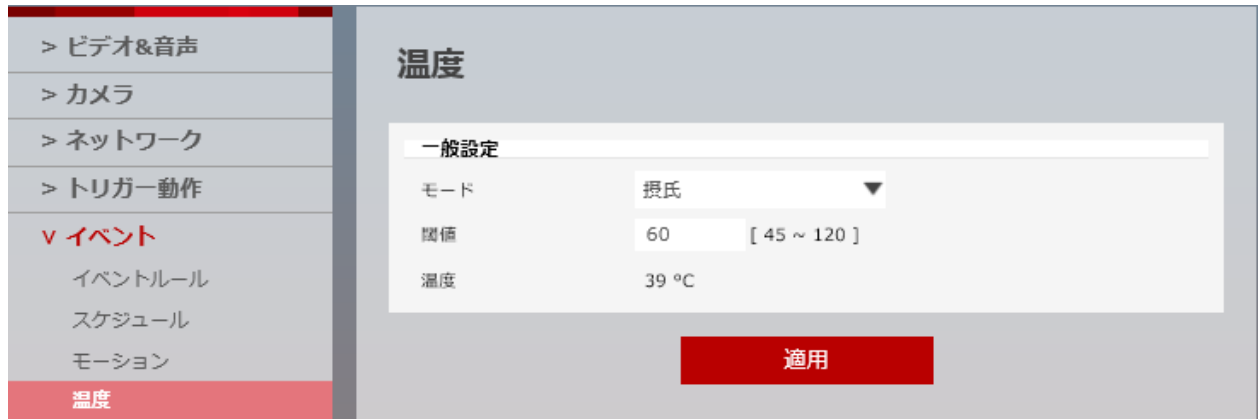 > ビデオ&音声
> カメラ
> ネットワーク
> トリガー動作
v イベント
イベントルール
スケジュール
モーション
温度
温度
一般設定
モード 摂氏 ▼
閾値 60 [ 45 ~ 120 ]
温度 39 ºC
適用